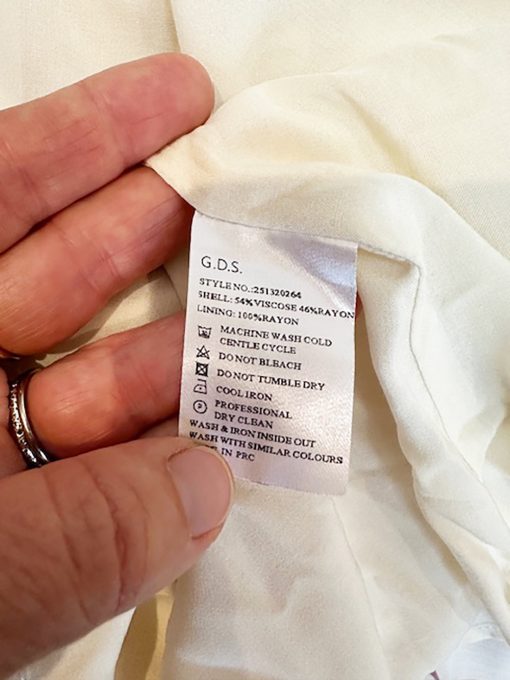 G.D.S.
STYLE NO.:251320264
SHELL: 54%VISCOSE 46%RAYON
LINING: 100%RAYON
MACHINE WASH COLD
GENTLE CYCLE
DO NOT BLEACH
DO NOT TUMBLE DRY
COOL IRON
PROFESSIONAL
DRY CLEAN
WASH & IRON INSIDE OUT
WASH WITH SIMILAR COLOURS
IN PRC